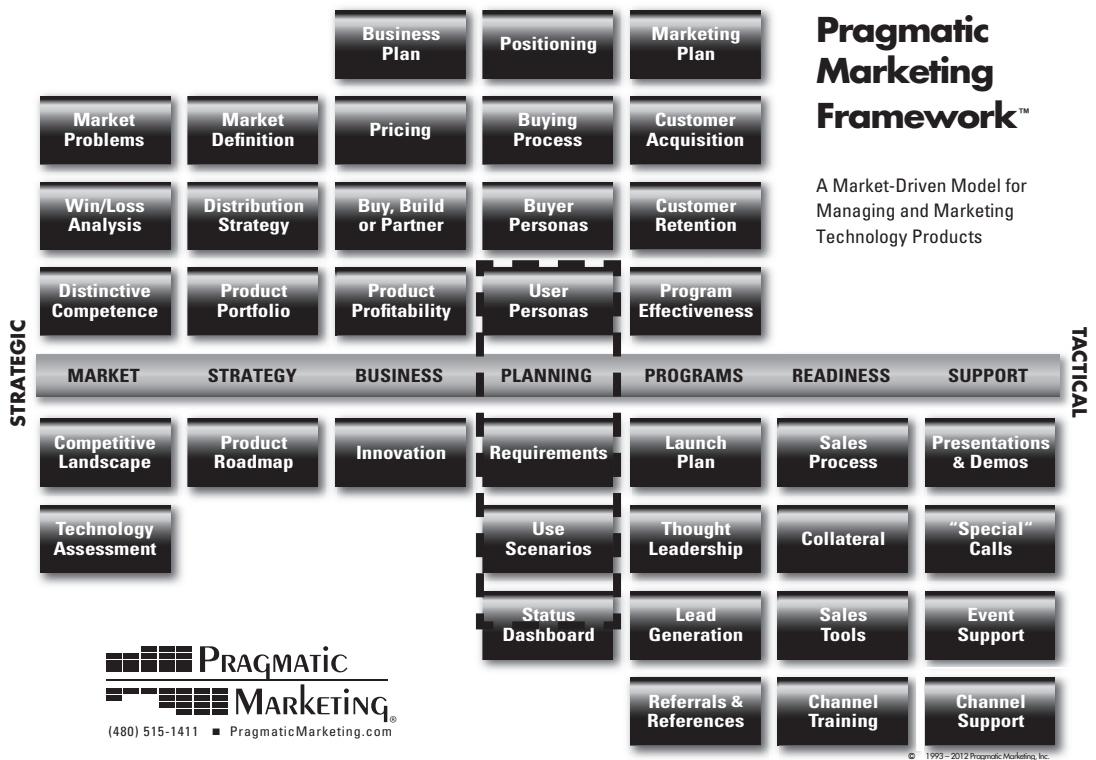 Business
Plan
Positioning
Marketing
Plan
Pragmatic
Marketing
Framework™
A Market-Driven Model for
Managing and Marketing
Technology Products
Market
Problems
Market
Definition
Pricing
Buying
Process
Customer
Acquisition
Win/Loss
Analysis
Distribution
Strategy
Buy, Build
or Partner
Buyer
Personas
Customer
Retention
Distinctive
Competence
Product
Portfolio
Product
Profitability
User
Personas
Program
Effectiveness
STRATEGIC
MARKET STRATEGY BUSINESS PLANNING PROGRAMS READINESS SUPPORT
TACTICAL
Competitive
Landscape
Product
Roadmap
Innovation
Requirements
Launch
Plan
Sales
Process
Presentations
& Demos
Technology
Assessment
Use
Scenarios
Thought
Leadership
Collateral
“Special“
Calls
Status
Dashboard
Lead
Generation
Sales
Tools
Event
Support
Referrals &
References
Channel
Training
Channel
Support
PRAGMATIC
MARKETING®
(480) 515-1411 ■ PragmaticMarketing.com
© 1993 – 2012 Pragmatic Marketing, Inc.